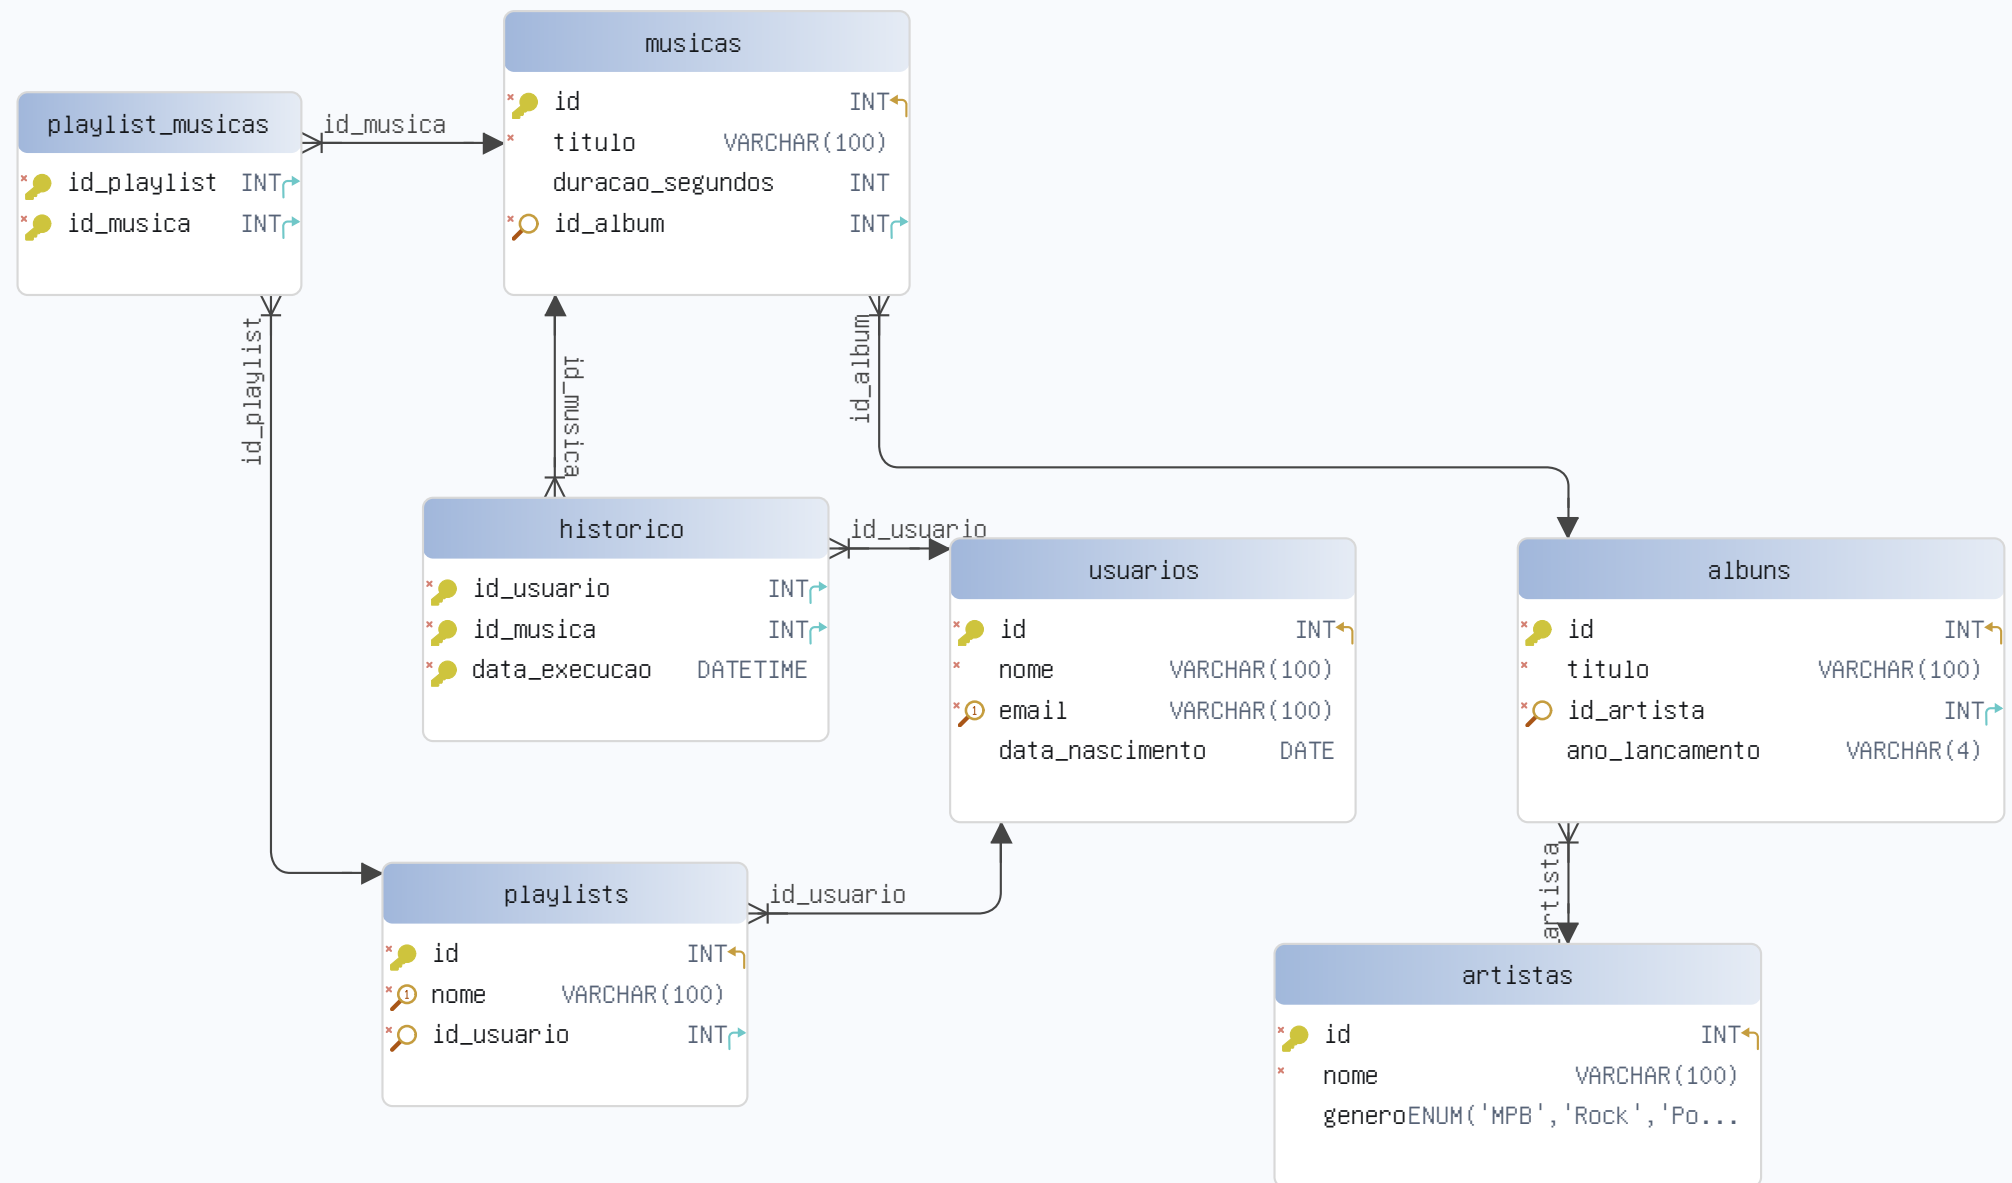 musicas
id INT
titulo VARCHAR(100)
duracao_segundos INT
id_album INT
playlist_musicas
id_playlist INT
id_musica INT
id_musica
id_playlist
id_musica
id_album
historico
id_usuario INT
id_musica INT
data_execucao DATETIME
id_usuario
usuarios
id INT
nome VARCHAR(100)
1 email VARCHAR(100)
data_nascimento DATE
albuns
id INT
titulo VARCHAR(100)
id_artista INT
ano_lancamento VARCHAR(4)
playlists
id INT
1 nome VARCHAR(100)
id_usuario INT
id_usuario
_artista
artistas
id INT
nome VARCHAR(100)
genero ENUM('MPB','Rock','Po...